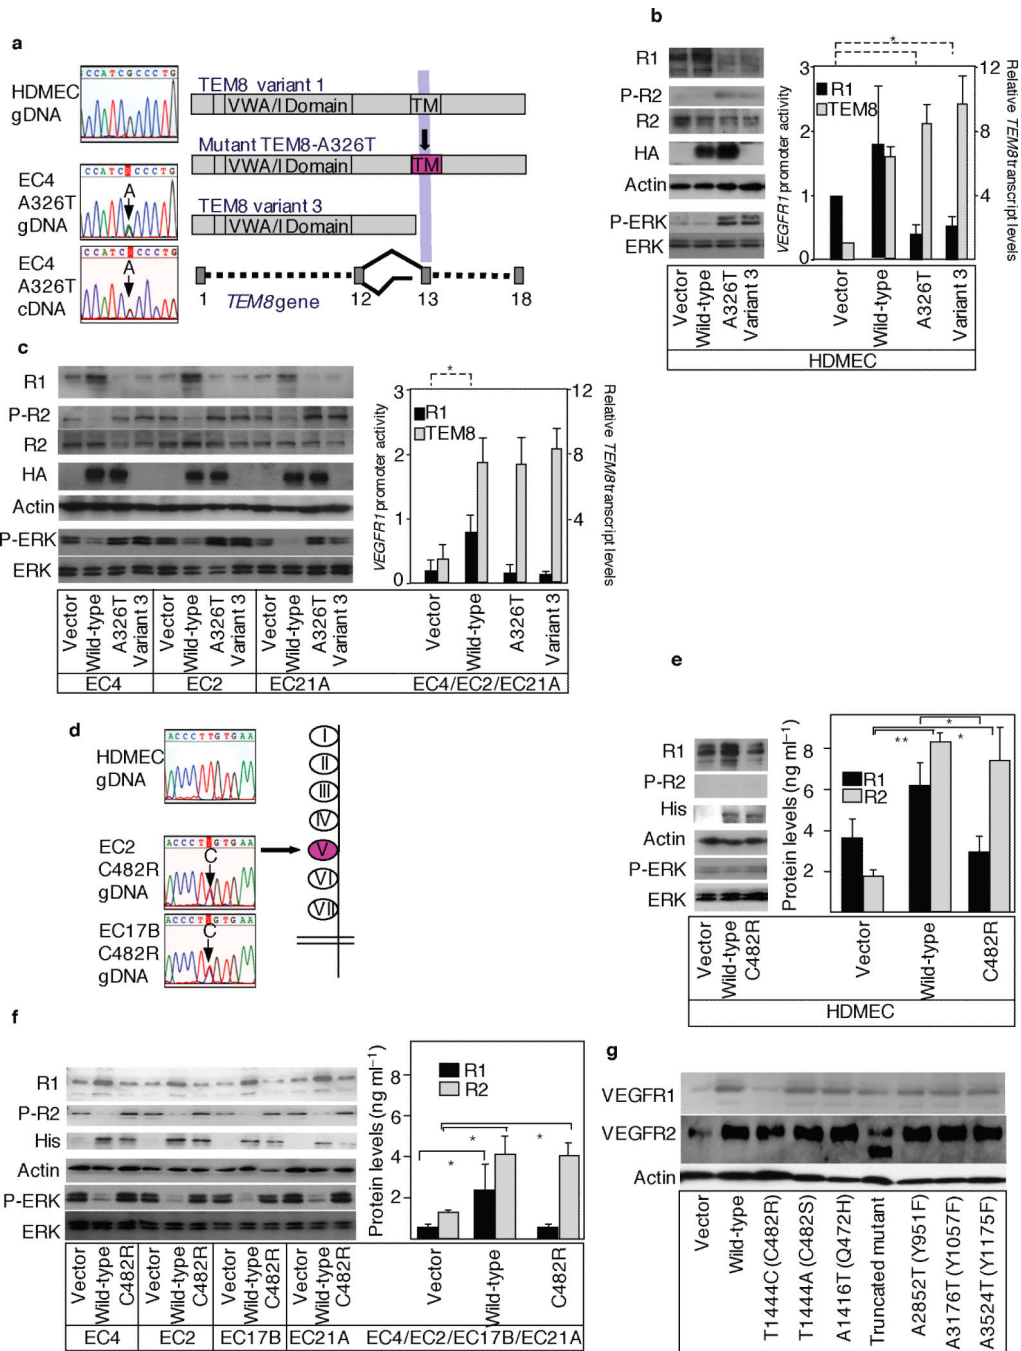 a
CCATCGCCCTG
HDMEC
gDNA
CCATC CCCTG
A
EC4
A326T
gDNA
CCATC CCCTG
A
EC4
A326T
cDNA
TEM8 variant 1
VWA/I Domain
TM
Mutant TEM8-A326T
VWA/I Domain
TM
TEM8 variant 3
VWA/I Domain
1
12
13
18
TEM8 gene
b
R1
P-R2
R2
HA
Actin
P-ERK
ERK
Vector
Wild-type
A326T
Variant 3
*
3
2
1
0
VEGFR1 promoter activity
R1
TEM8
12
8
4
Relative TEM8 transcript levels
Vector
Wild-type
A326T
Variant 3
HDMEC
c
R1
P-R2
R2
HA
Actin
P-ERK
ERK
Vector
Wild-type
A326T
Variant 3
Vector
Wild-type
A326T
Variant 3
Vector
Wild-type
A326T
Variant 3
EC4
EC2
EC21A
*
3
2
1
0
VEGFR1 promoter activity
R1
TEM8
12
8
4
Relative TEM8 transcript levels
Vector
Wild-type
A326T
Variant 3
EC4/EC2/EC21A
d
ACCCTTGTGAA
HDMEC
gDNA
ACCCT GTGAA
C
EC2
C482R
gDNA
ACCCT GTGAA
C
EC17B
C482R
gDNA
I
II
III
IV
V
VI
VII
e
R1
P-R2
His
Actin
P-ERK
ERK
Vector
Wild-type
C482R
*
**
*
8
6
4
2
Protein levels (ng ml−1)
R1
R2
Vector
Wild-type
C482R
HDMEC
f
R1
P-R2
His
Actin
P-ERK
ERK
Vector
Wild-type
C482R
Vector
Wild-type
C482R
Vector
Wild-type
C482R
Vector
Wild-type
C482R
EC4
EC2
EC17B
EC21A
8
6
4
2
Protein levels (ng ml−1)
R1
R2
*
*
*
Vector
Wild-type
C482R
EC4/EC2/EC17B/EC21A
g
VEGFR1
VEGFR2
Actin
Vector
Wild-type
T1444C (C482R)
T1444A (C482S)
A1416T (Q472H)
Truncated mutant
A2852T (Y951F)
A3176T (Y1057F)
A3524T (Y1175F)